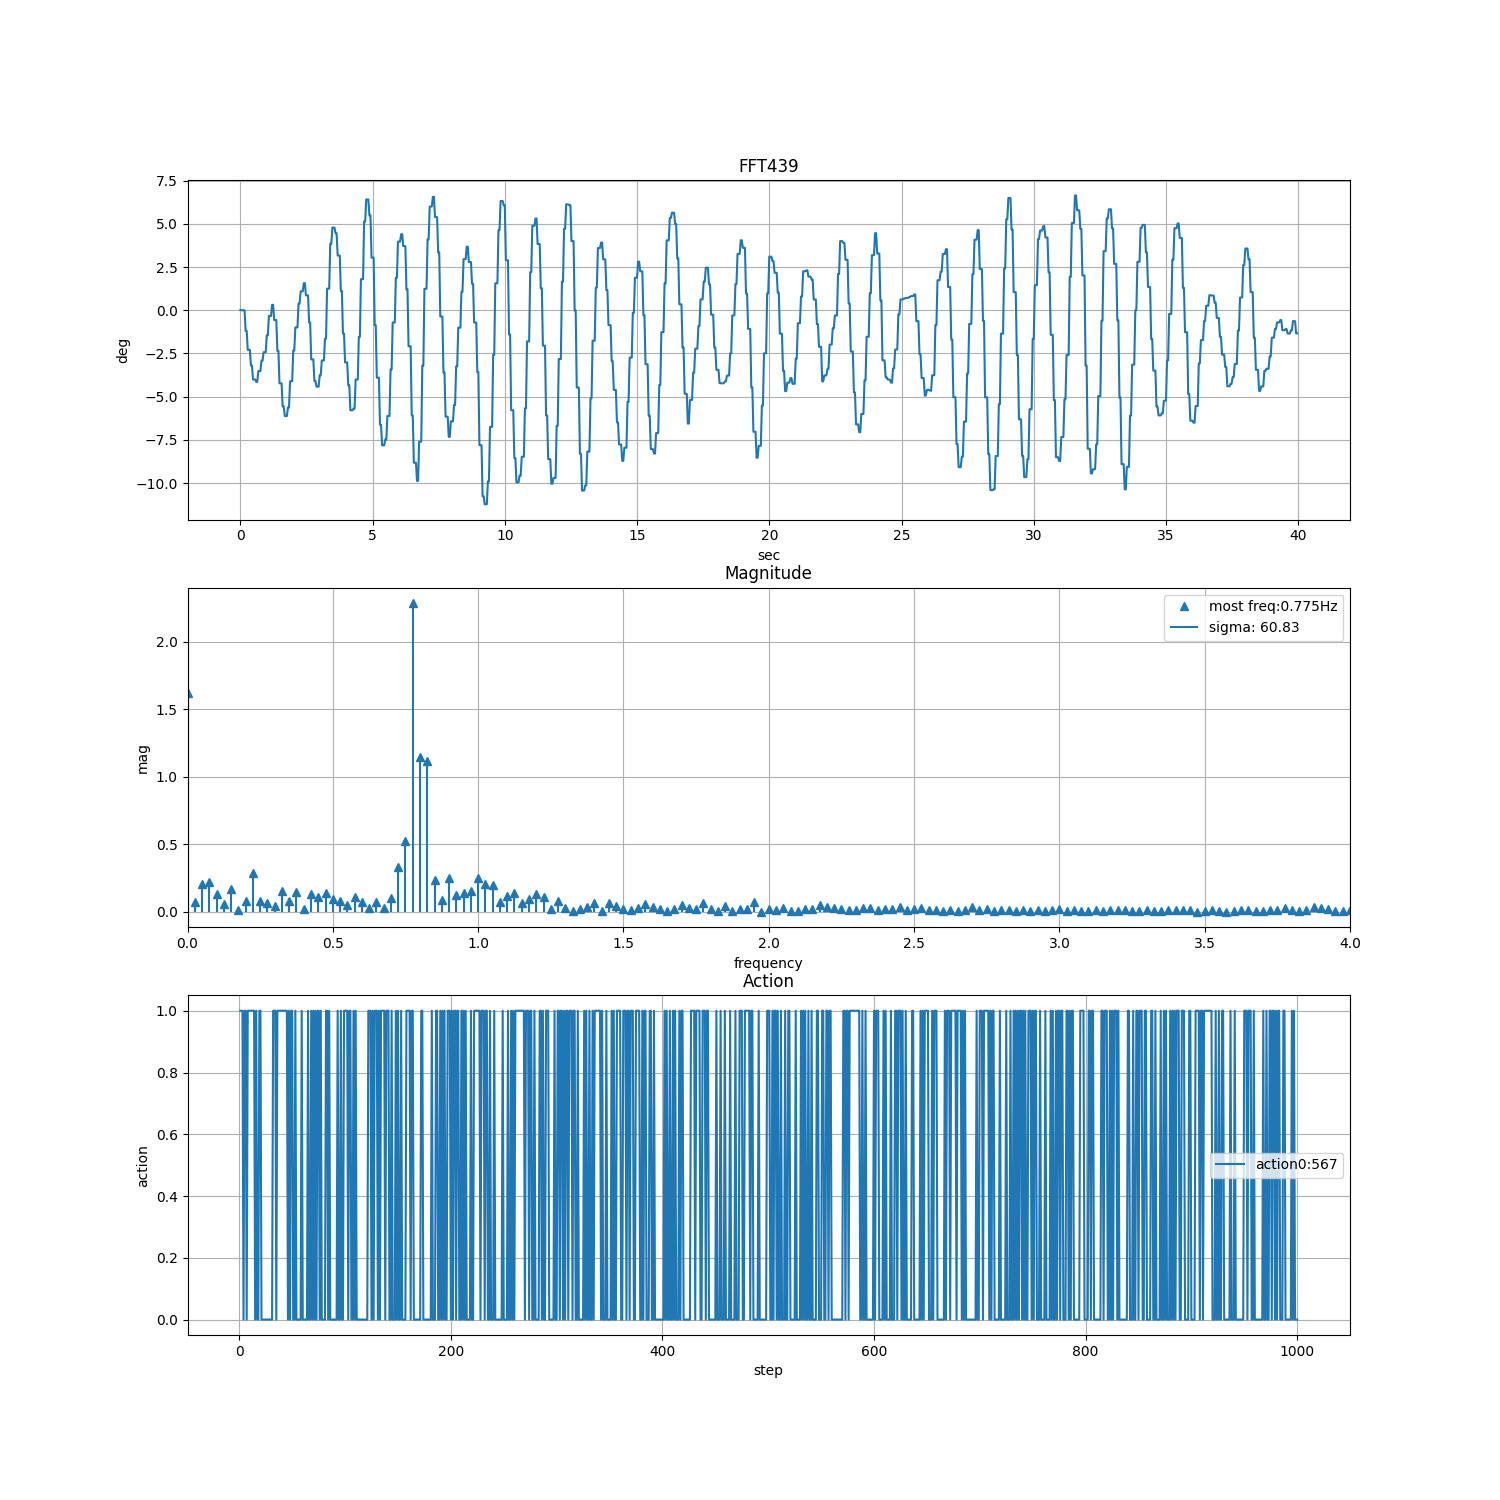 FFT439
7.5
5.0
2.5
0.0
−2.5
−5.0
−7.5
−10.0
deg
0 5 10 15 20 25 30 35 40
sec
Magnitude
most freq:0.775Hz
sigma: 60.83
2.0
1.5
1.0
0.5
0.0
mag
0.0 0.5 1.0 1.5 2.0 2.5 3.0 3.5 4.0
frequency
Action
1.0
0.8
0.6
0.4
0.2
0.0
action
action0:567
0 200 400 600 800 1000
step